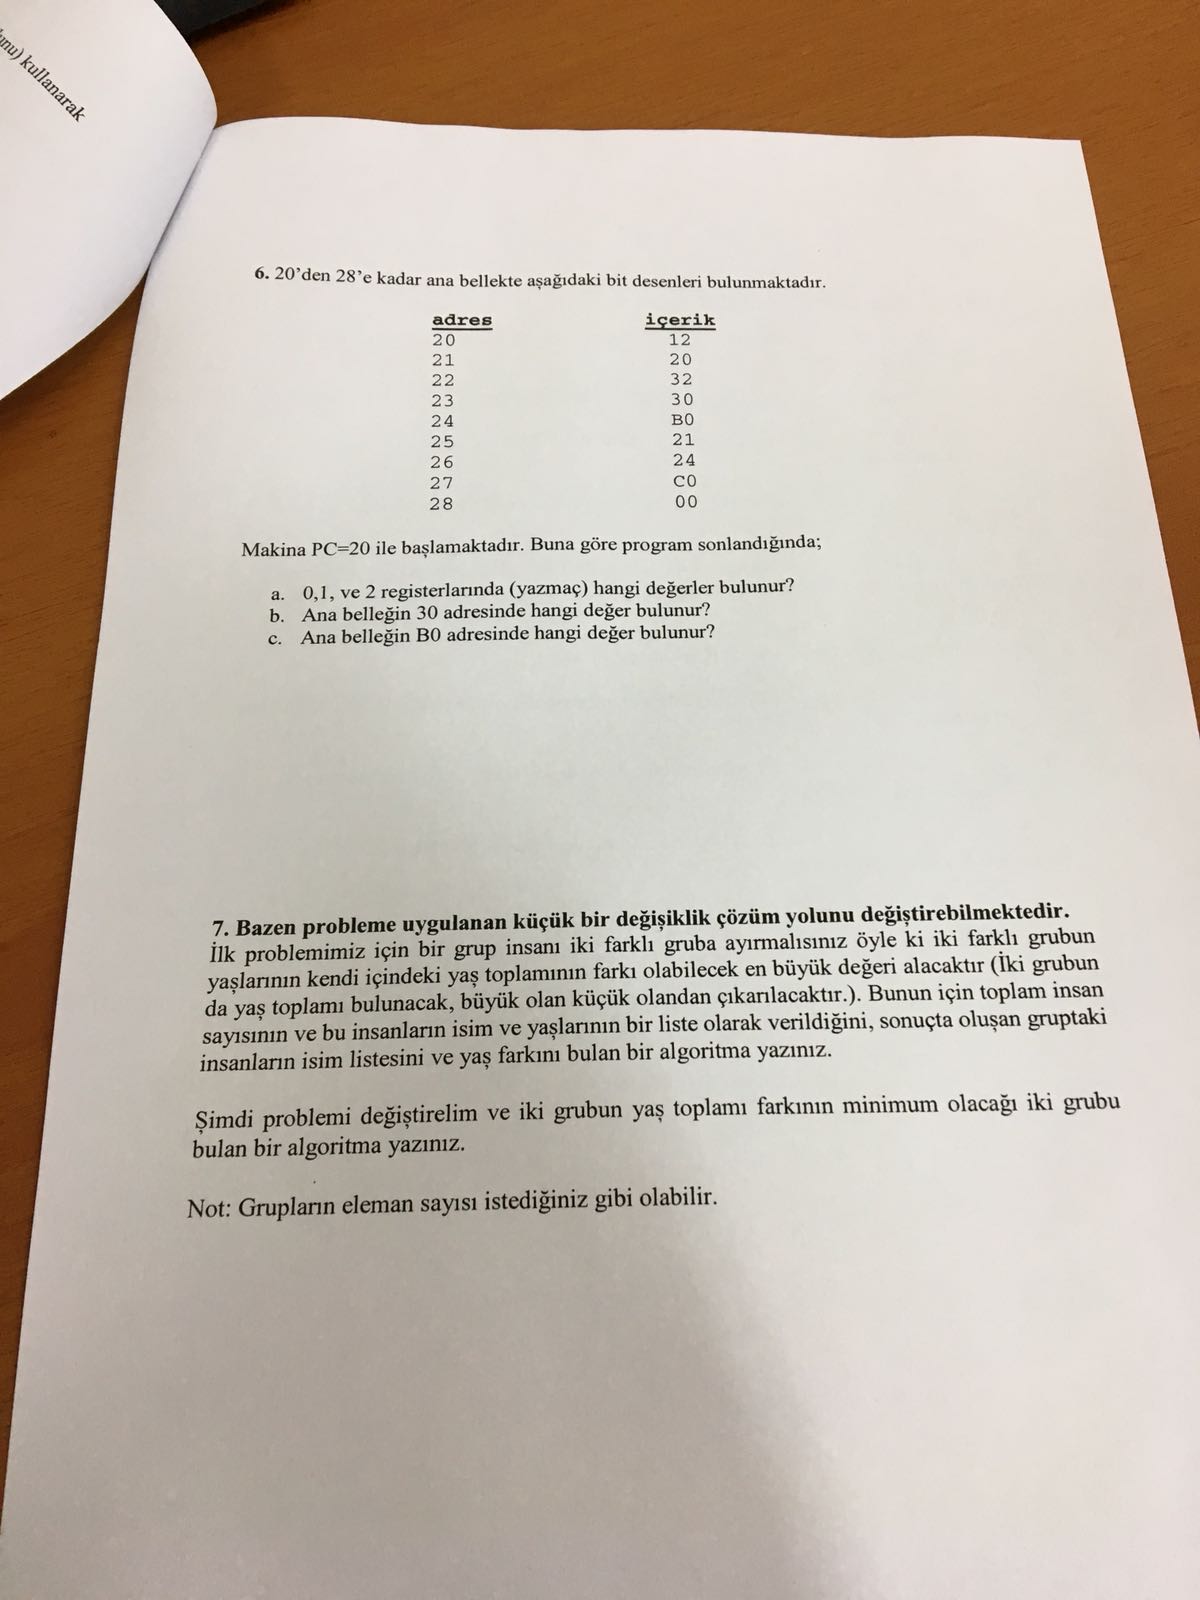 unu) kullanarak
6. 20’den 28’e kadar ana bellekte aşağıdaki bit desenleri bulunmaktadır.
adres içerik
20 12
21 20
22 32
23 30
24 B0
25 21
26 24
27 C0
28 00
Makina PC=20 ile başlamaktadır. Buna göre program sonlandığında;
a. 0,1, ve 2 registerlarında (yazmaç) hangi değerler bulunur?
b. Ana belleğin 30 adresinde hangi değer bulunur?
c. Ana belleğin B0 adresinde hangi değer bulunur?
7. Bazen probleme uygulanan küçük bir değişiklik çözüm yolunu değiştirebilmektedir.
İlk problemimiz için bir grup insanı iki farklı gruba ayırmalısınız öyle ki iki farklı grubun
yaşlarının kendi içindeki yaş toplamının farkı olabilecek en büyük değeri alacaktır (İki grubun
da yaş toplamı bulunacak, büyük olan küçük olandan çıkarılacaktır.). Bunun için toplam insan
sayısının ve bu insanların isim ve yaşlarının bir liste olarak verildiğini, sonuçta oluşan gruptaki
insanların isim listesini ve yaş farkını bulan bir algoritma yazınız.
Şimdi problemi değiştirelim ve iki grubun yaş toplamı farkının minimum olacağı iki grubu
bulan bir algoritma yazınız.
Not: Grupların eleman sayısı istediğiniz gibi olabilir.